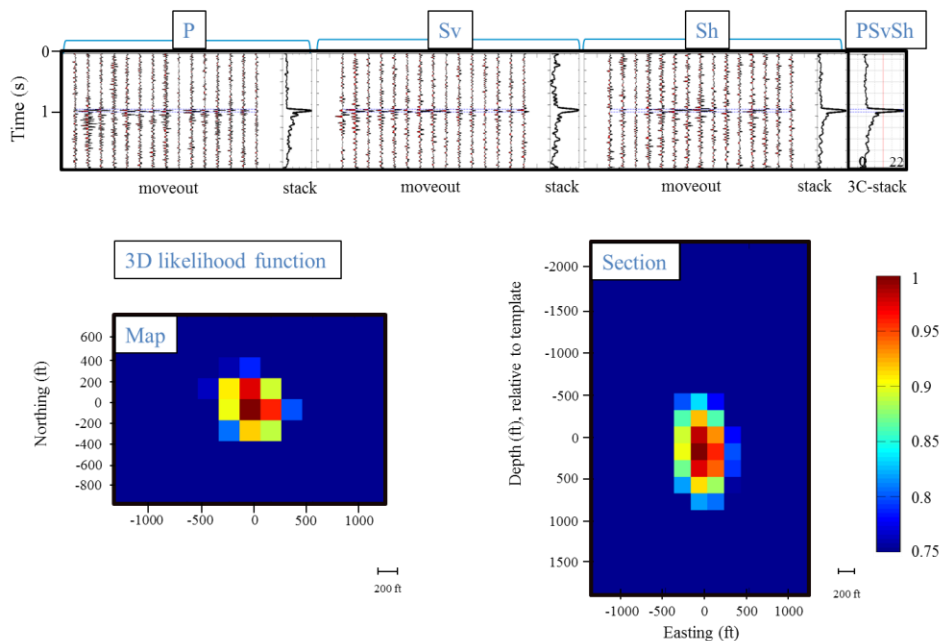 P Sv Sh PSvSh
Time (s)
0
1
0 22
moveout stack moveout stack moveout stack 3C-stack
3D likelihood function
Map
Northing (ft)
600
400
200
0
-200
-400
-600
-800
-1000 -500 0 500 1000
200 ft
Section
Depth (ft), relative to template
-2000
-1500
-1000
-500
0
500
1000
1500
-1000 -500 0 500 1000
Easting (ft)
200 ft
1
0.95
0.9
0.85
0.8
0.75